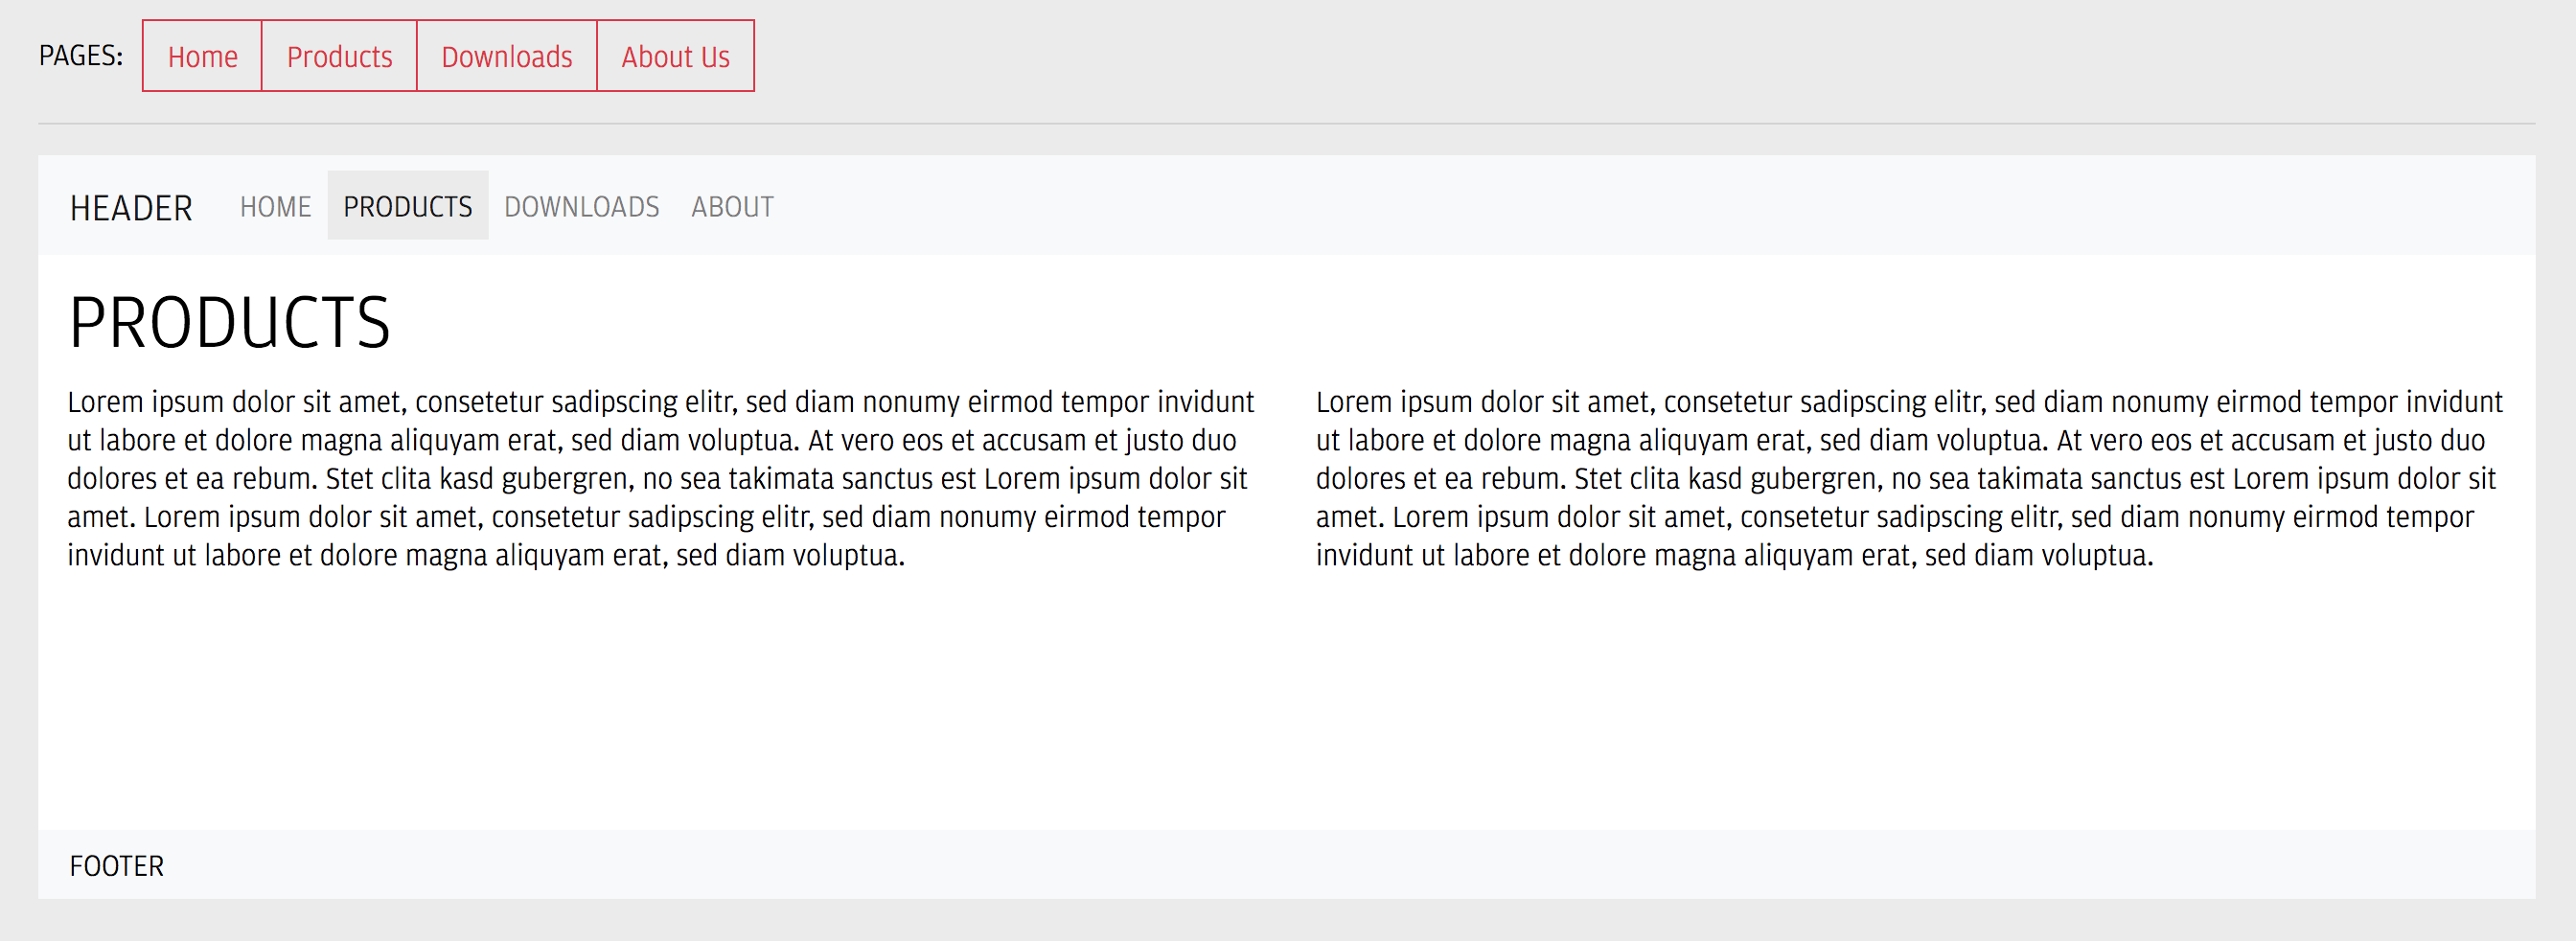 PAGES: Home Products Downloads About Us
HEADER HOME PRODUCTS DOWNLOADS ABOUT
PRODUCTS
Lorem ipsum dolor sit amet, consetetur sadipscing elitr, sed diam nonumy eirmod tempor invidunt
ut labore et dolore magna aliquyam erat, sed diam voluptua. At vero eos et accusam et justo duo
dolores et ea rebum. Stet clita kasd gubergren, no sea takimata sanctus est Lorem ipsum dolor sit
amet. Lorem ipsum dolor sit amet, consetetur sadipscing elitr, sed diam nonumy eirmod tempor
invidunt ut labore et dolore magna aliquyam erat, sed diam voluptua.
Lorem ipsum dolor sit amet, consetetur sadipscing elitr, sed diam nonumy eirmod tempor invidunt
ut labore et dolore magna aliquyam erat, sed diam voluptua. At vero eos et accusam et justo duo
dolores et ea rebum. Stet clita kasd gubergren, no sea takimata sanctus est Lorem ipsum dolor sit
amet. Lorem ipsum dolor sit amet, consetetur sadipscing elitr, sed diam nonumy eirmod tempor
invidunt ut labore et dolore magna aliquyam erat, sed diam voluptua.
FOOTER